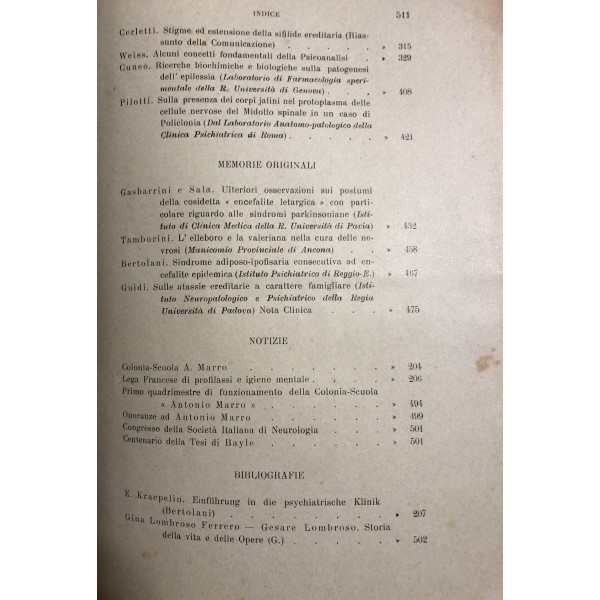 INDICE 511
Cerletti. Stigme ed estensione della sifilide ereditaria (Rias-
sunto della Comunicazione) . . . . . » 315
Weiss. Alcuni concetti fondamentali della Psicoanalisi . » 329
Cuneo. Ricerche biochimiche e biologiche sulla patogenesi
dell' epilessia (Laboratorio di Farmacologia speri-
mentale della R. Università di Genova) . . . » 408
Pilotti. Sulla presenza dei corpi jalini nel protoplasma delle
cellule nervose del Midollo spinale in un caso di
Policlonia (Dal Laboratorio Anatomo-patologico della
Clinica Psichiatrica di Roma) . . . . » 421
MEMORIE ORIGINALI
Gasbarrini e Sala. Ulteriori osservazioni sui postumi
della cosidetta « encefalite letargica » con parti-
colare riguardo alle sindromi parkinsoniane (Isti-
tuto di Clinica Medica della R. Università di Pavia) » 432
Tamburini. L' elleboro e la valeriana nella cura delle ne-
vrosi (Manicomio Provinciale di Ancona) . . » 458
Bertolani. Sindrome adiposo-ipofisaria consecutiva ad en-
cefalite epidemica (Istituto Psichiatrico di Reggio-E.) » 467
Guidi. Sulle atassie ereditarie a carattere famigliare (Isti-
tuto Neuropatologico e Psichiatrico della Regia
Università di Padova) Nota Clinica . . . » 475
NOTIZIE
Colonia-Scuola A. Marro . . . . . . » 204
Lega Francese di profilassi e igiene mentale . . . . » 206
Primo quadrimestre di funzionamento della Colonia-Scuola
« Antonio Marro » . . . . . . » 494
Onoranze ad Antonio Marro . . . . . » 499
Congresso della Società Italiana di Neurologia . . . » 501
Centenario della Tesi di Bayle . . . . . » 501
BIBLIOGRAFIE
E. Kraepelin. Einführung in die psychiatrische Klinik
(Bertolani) . . . . . . . » 207
Gina Lombroso Ferrero — Cesare Lombroso. Storia
della vita e delle Opere (G.) . . . . » 502